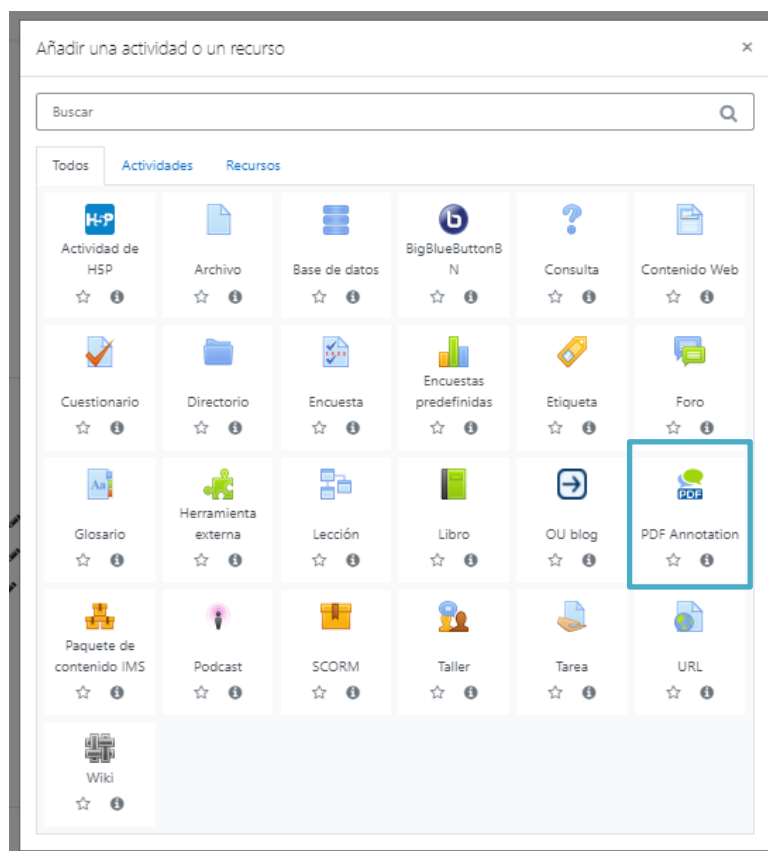 Añadir una actividad o un recurso ×
Buscar
Todos Actividades Recursos
H5P b ?
Actividad de H5P Archivo Base de datos BigBlueButtonBN Consulta Contenido Web
Cuestionario Directorio Encuesta Encuestas predefinidas Etiqueta Foro
Aa PDF
Glosario Herramienta externa Lección Libro OU blog PDF Annotation
Paquete de contenido IMS Podcast SCORM Taller Tarea URL
Wiki